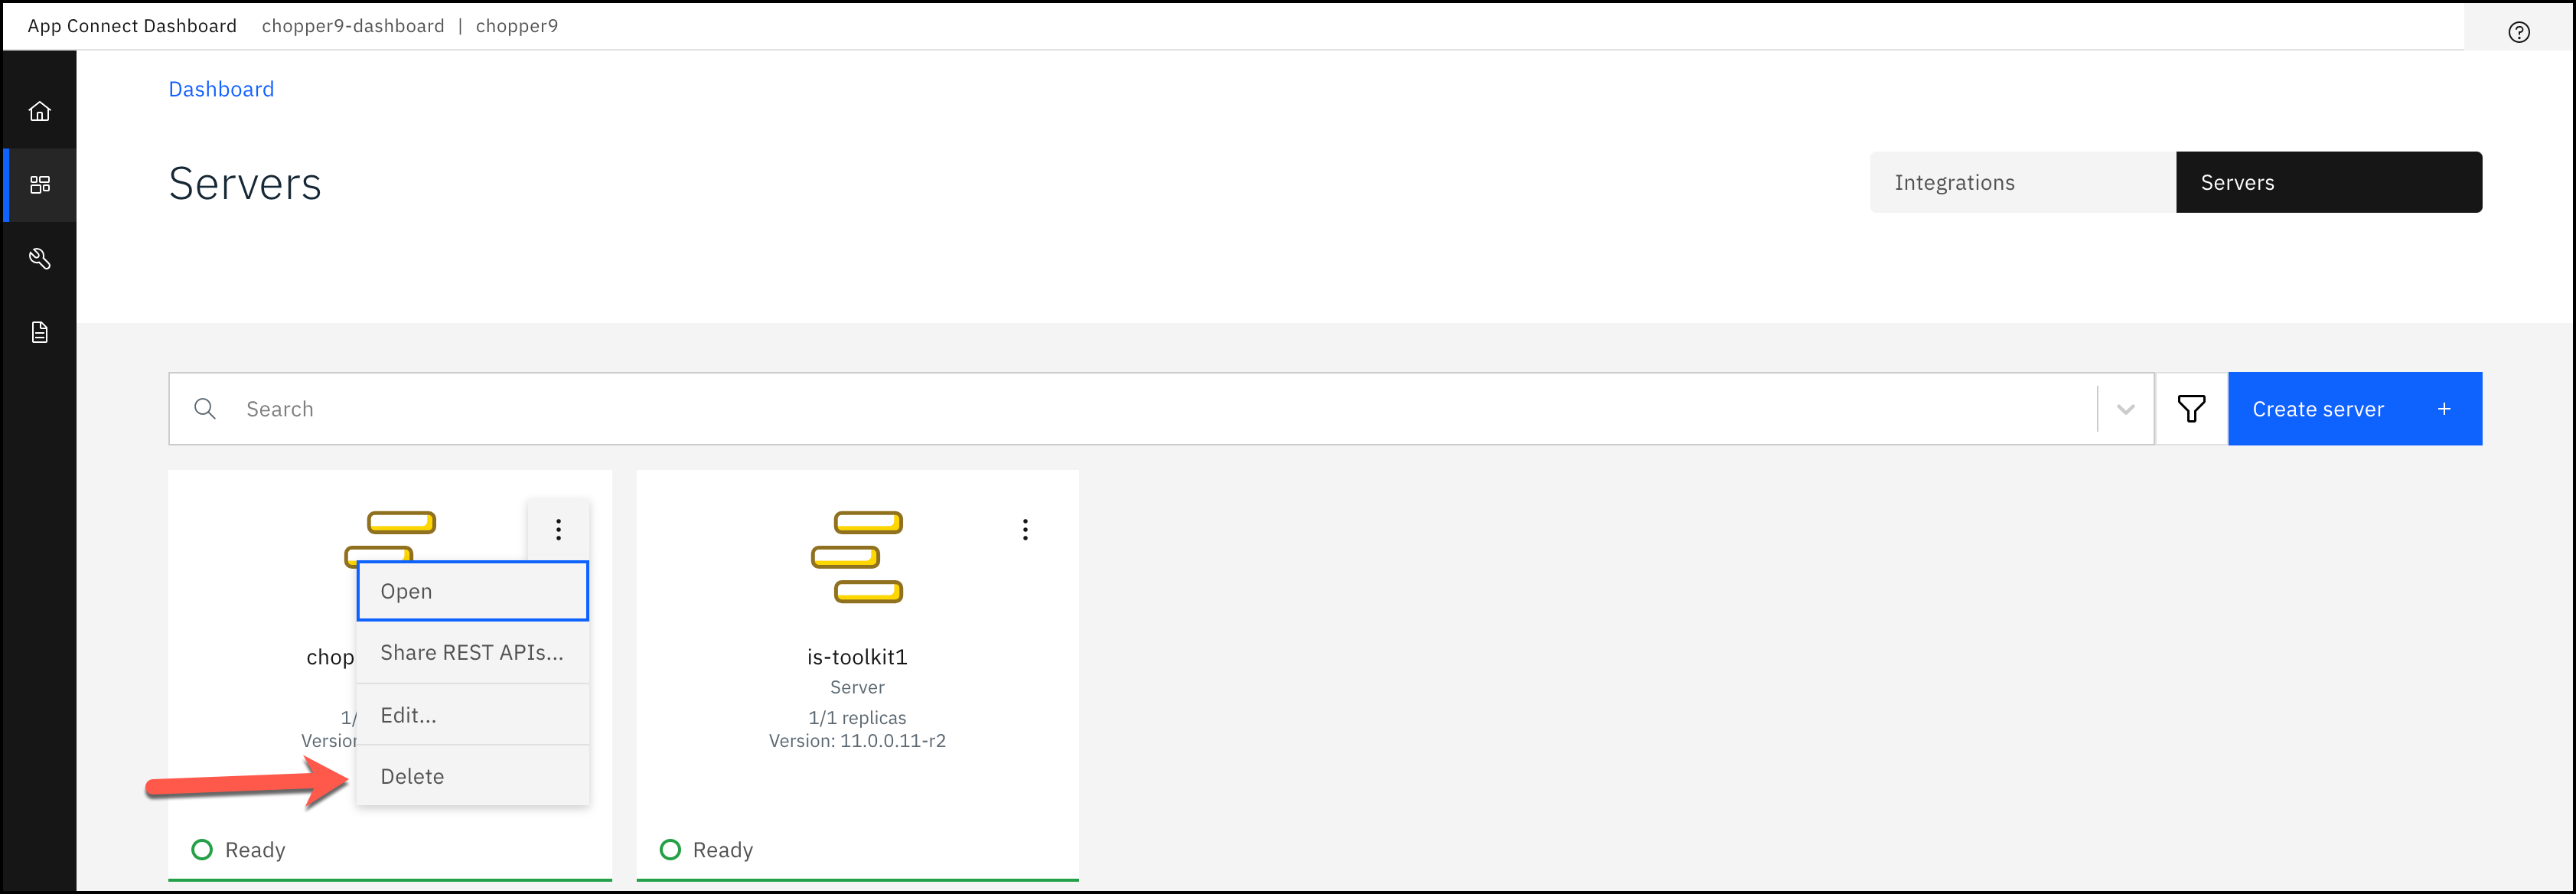 App Connect Dashboard chopper9-dashboard | chopper9
Dashboard
Servers
Integrations
Servers
Search
Create server +
Open
Share REST APIs...
Edit...
Delete
chop
1/
Version
Ready
is-toolkit1
Server
1/1 replicas
Version: 11.0.0.11-r2
Ready